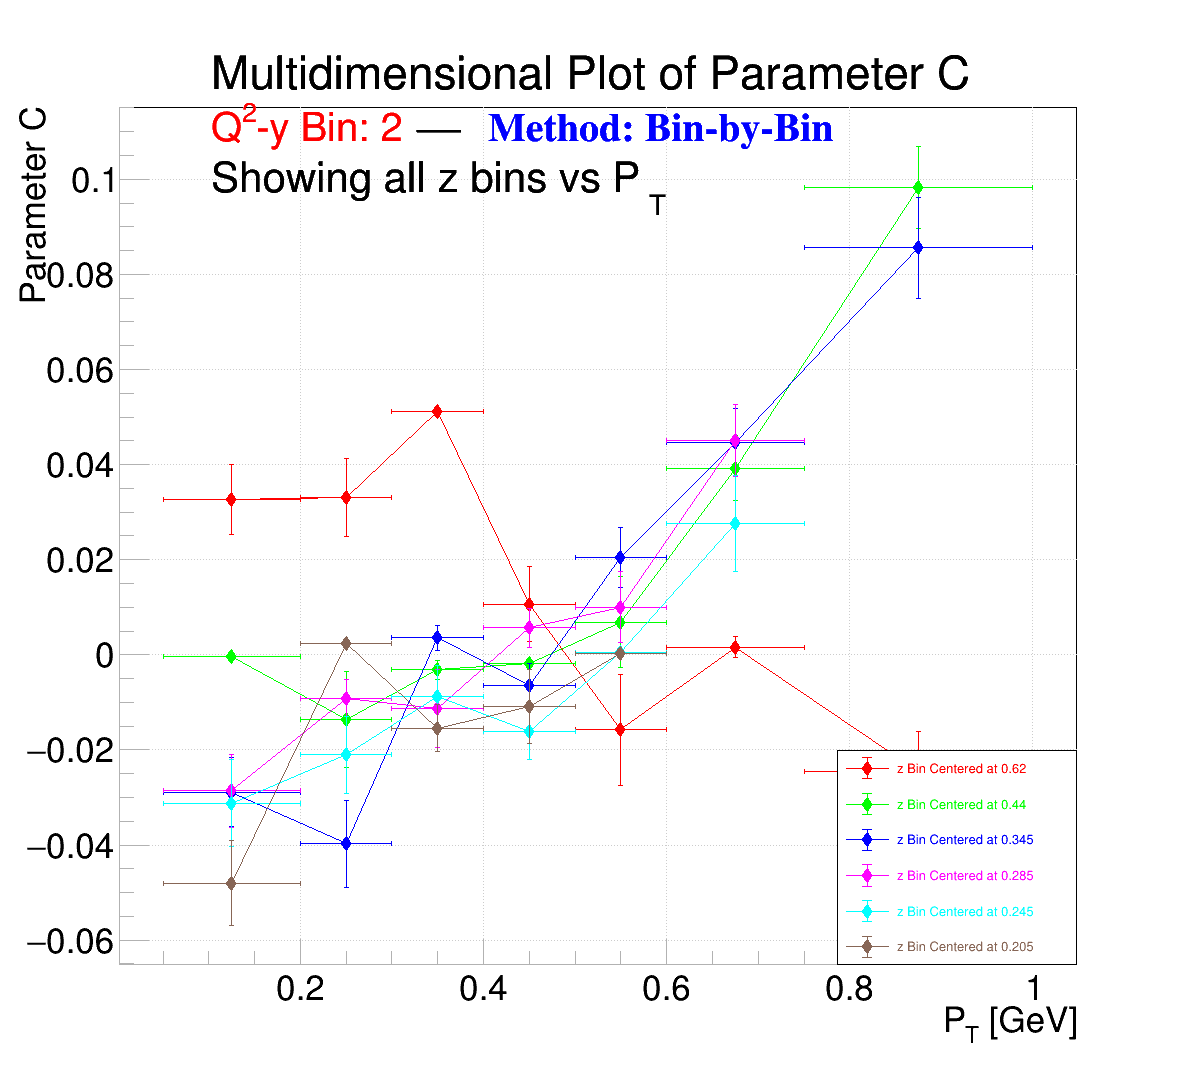 Multidimensional Plot of Parameter C
Q²-y Bin: 2 — Method: Bin-by-Bin
Showing all z bins vs P_T
Parameter C
0.1
0.08
0.06
0.04
0.02
0
−0.02
−0.04
−0.06
z Bin Centered at 0.62
z Bin Centered at 0.44
z Bin Centered at 0.345
z Bin Centered at 0.285
z Bin Centered at 0.245
z Bin Centered at 0.205
0.2 0.4 0.6 0.8 1
P_T [GeV]